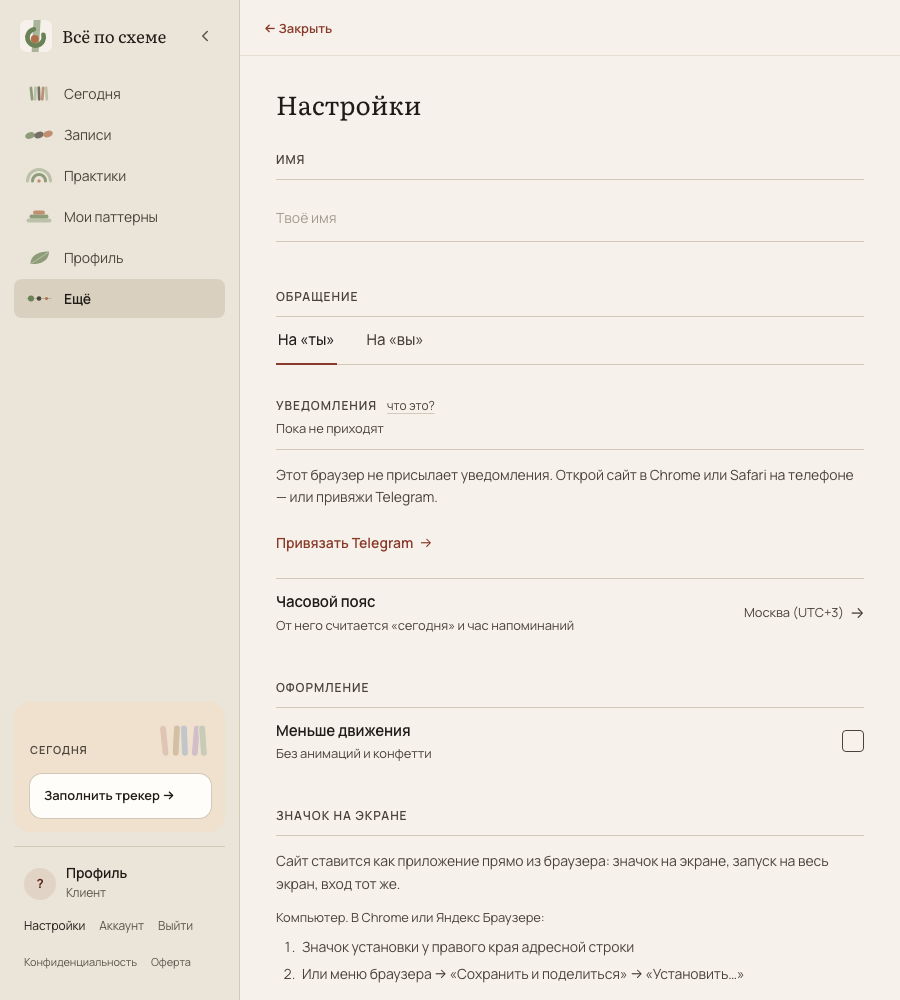 Всё по схеме
Сегодня
Записи
Практики
Мои паттерны
Профиль
Ещё
СЕГОДНЯ
Заполнить трекер →
?
Профиль
Клиент
Настройки Аккаунт Выйти
Конфиденциальность Оферта
← Закрыть
Настройки
ИМЯ
Твоё имя
ОБРАЩЕНИЕ
На «ты» На «вы»
УВЕДОМЛЕНИЯ что это?
Пока не приходят
Этот браузер не присылает уведомления. Открой сайт в Chrome или Safari на телефоне
— или привяжи Telegram.
Привязать Telegram →
Часовой пояс
От него считается «сегодня» и час напоминаний
Москва (UTC+3) →
ОФОРМЛЕНИЕ
Меньше движения
Без анимаций и конфетти
ЗНАЧОК НА ЭКРАНЕ
Сайт ставится как приложение прямо из браузера: значок на экране, запуск на весь
экран, вход тот же.
Компьютер. В Chrome или Яндекс Браузере:
1. Значок установки у правого края адресной строки
2. Или меню браузера → «Сохранить и поделиться» → «Установить…»